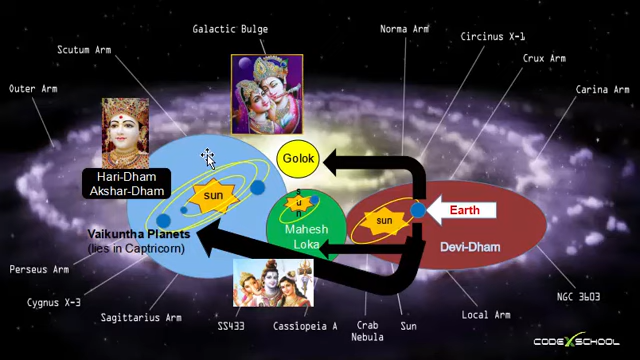 Galactic Bulge
Norma Arm
Circinus X-1
Scutum Arm
Crux Arm
Outer Arm
Carina Arm
Golok
Hari-Dham
Akshar-Dham
sun
sun
sun
Earth
Mahesh
Loka
Devi-Dham
Vaikuntha Planets
(lies in Captricorn)
Perseus Arm
Cygnus X-3
Sagittarius Arm
SS433
Cassiopeia A
Crab
Nebula
Sun
Local Arm
NGC 3603
CODEXSCHOOL